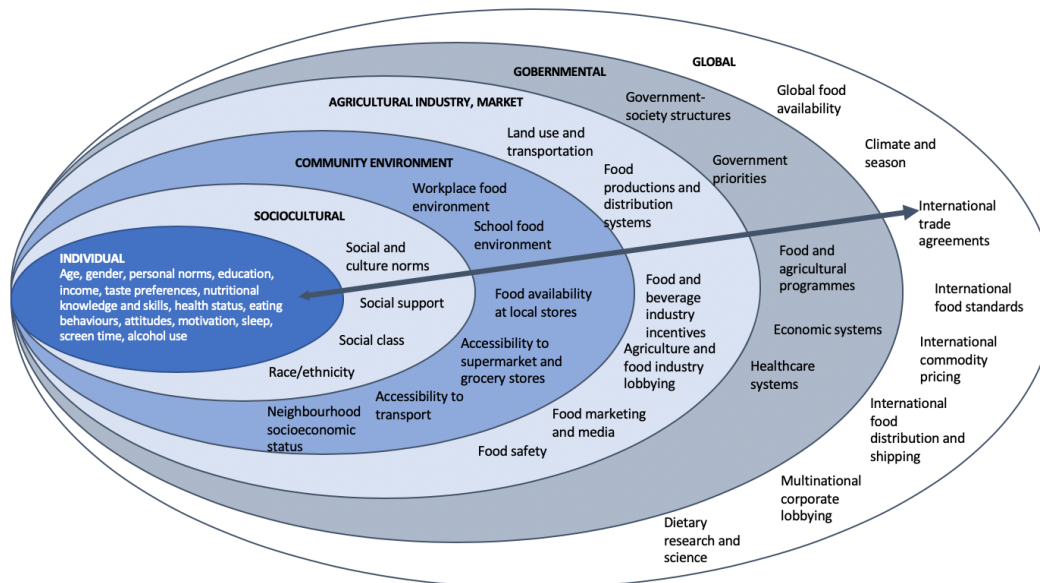 GLOBAL
Global food
availability
Climate and
season
International
trade
agreements
International
food standards
International
commodity
pricing
International
food
distribution and
shipping
Multinational
corporate
lobbying
Dietary
research and
science
GOBERNMENTAL
Government-
society structures
Government
priorities
Food and
agricultural
programmes
Economic systems
Healthcare
systems
AGRICULTURAL INDUSTRY, MARKET
Land use and
transportation
Food
productions and
distribution
systems
Food and
beverage
industry
incentives
Agriculture and
food industry
lobbying
Food marketing
and media
Food safety
COMMUNITY ENVIRONMENT
Workplace food
environment
School food
environment
Food availability
at local stores
Accessibility to
supermarket and
grocery stores
Accessibility to
transport
Neighbourhood
socioeconomic
status
SOCIOCULTURAL
Social and
culture norms
Social support
Social class
Race/ethnicity
INDIVIDUAL
Age, gender, personal norms, education,
income, taste preferences, nutritional
knowledge and skills, health status, eating
behaviours, attitudes, motivation, sleep,
screen time, alcohol use